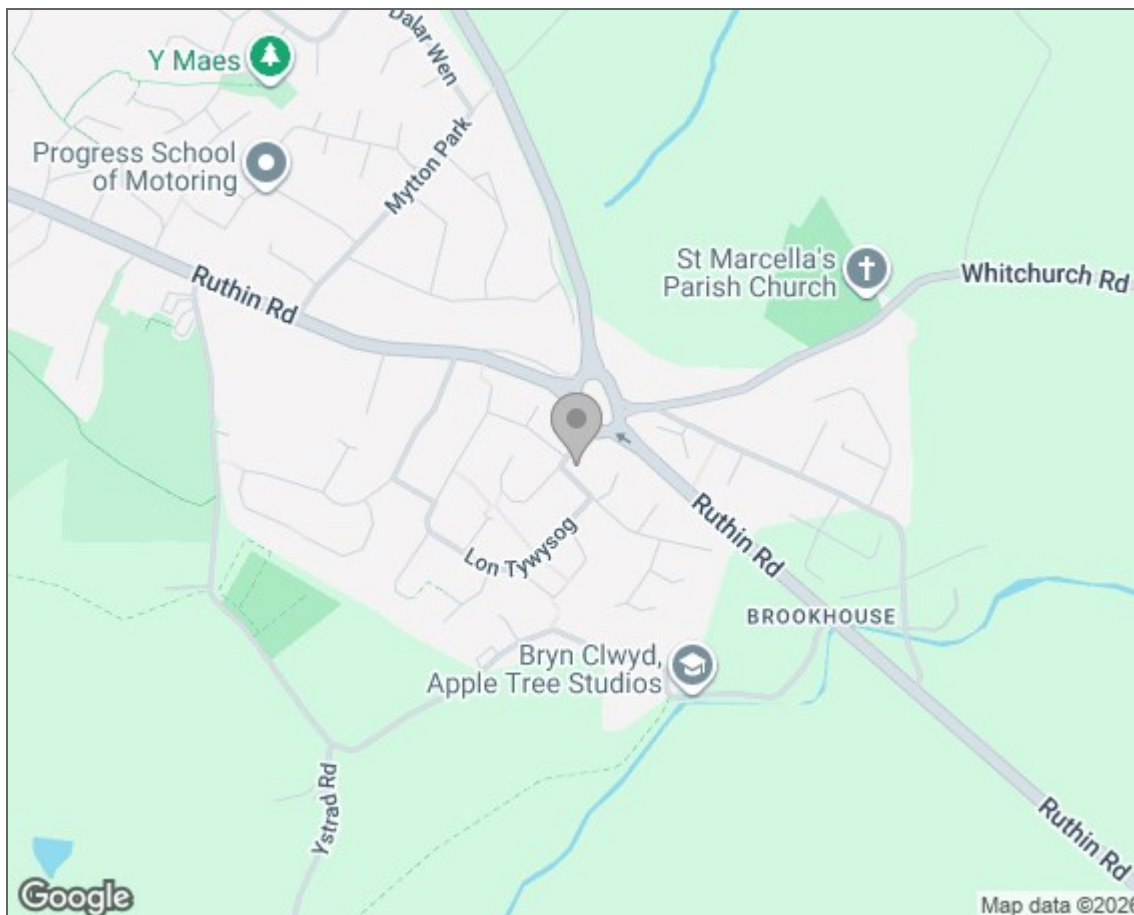 Dalar Wen
Y Maes
Progress School
of Motoring
Mytton Park
St Marcella's
Parish Church
Whitchurch Rd
Ruthin Rd
Ruthin Rd
Lon Tywysog
BROOKHOUSE
Bryn Clwyd,
Apple Tree Studios
Ystrad Rd
Ruthin Rd
Google
Map data ©2026